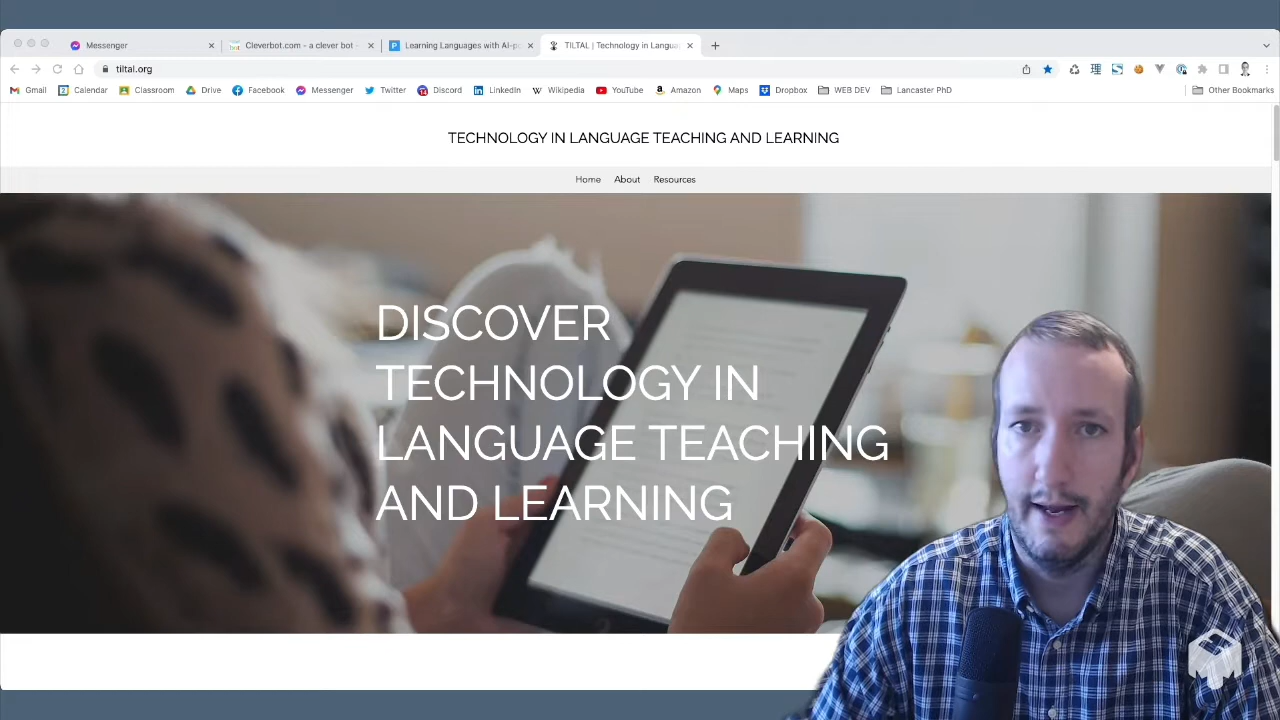 Messenger
Cleverbot.com - a clever bot -
Learning Languages with AI-po
TILTAL | Technology in Langua
tiltal.org
Gmail Calendar Classroom Drive Facebook Messenger Twitter Discord LinkedIn Wikipedia YouTube Amazon Maps Dropbox WEB DEV Lancaster PhD Other Bookmarks
TECHNOLOGY IN LANGUAGE TEACHING AND LEARNING
Home About Resources
DISCOVER
TECHNOLOGY IN
LANGUAGE TEACHING
AND LEARNING